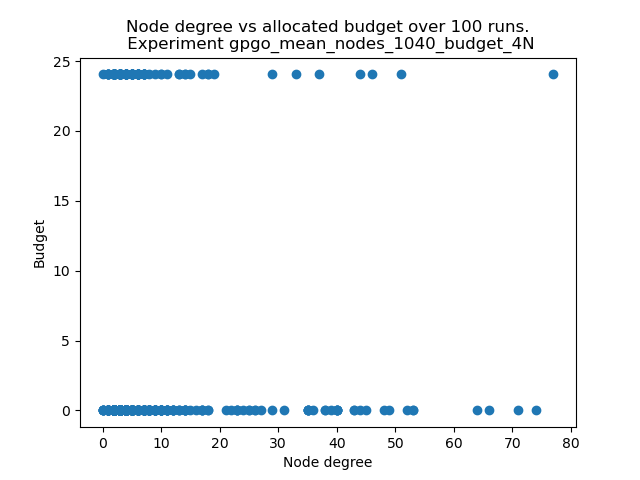 Node degree vs allocated budget over 100 runs.
Experiment gpgo_mean_nodes_1040_budget_4N
25
20
15
10
5
0
Budget
0 10 20 30 40 50 60 70 80
Node degree